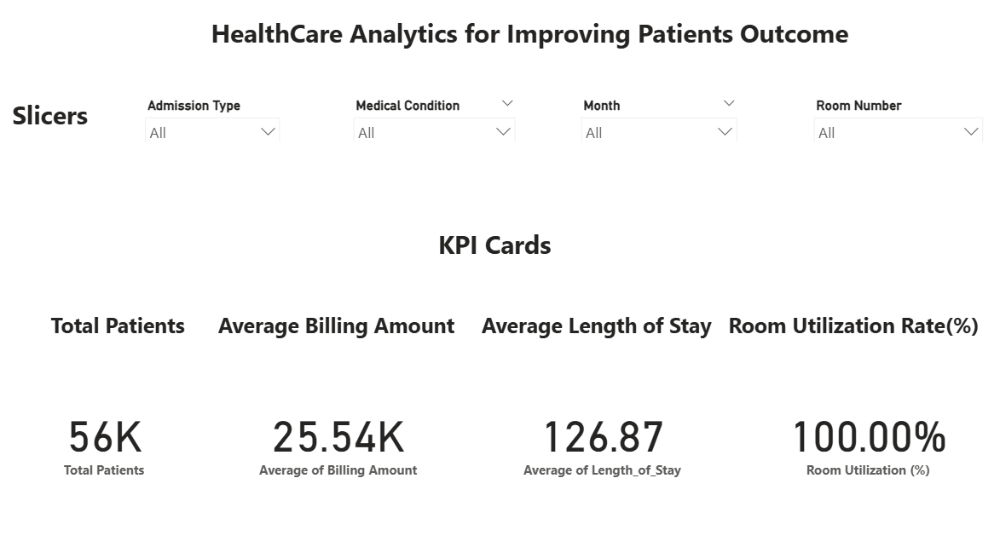 HealthCare Analytics for Improving Patients Outcome
Slicers
Admission Type
All
Medical Condition
All
Month
All
Room Number
All
KPI Cards
Total Patients
Average Billing Amount
Average Length of Stay
Room Utilization Rate(%)
56K
Total Patients
25.54K
Average of Billing Amount
126.87
Average of Length_of_Stay
100.00%
Room Utilization (%)